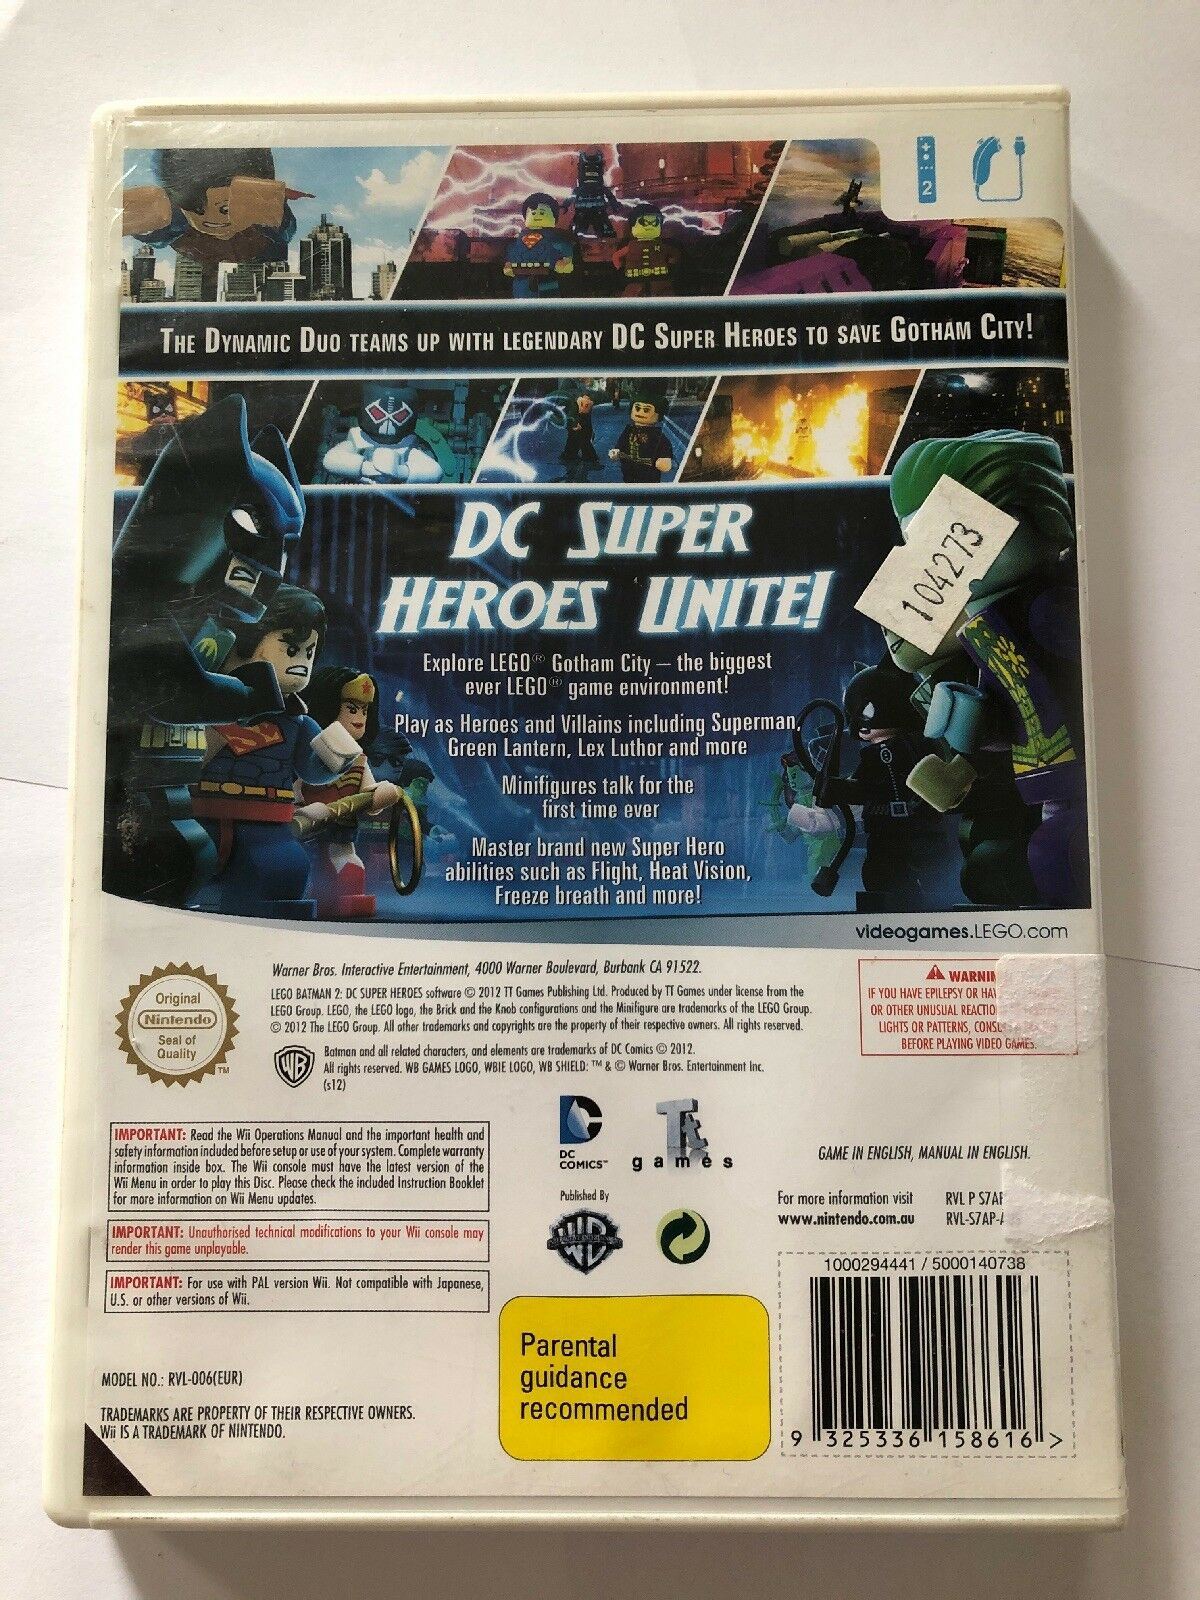 2
THE DYNAMIC DUO TEAMS UP WITH LEGENDARY DC SUPER HEROES TO SAVE GOTHAM CITY!
DC SUPER
HEROES UNITE!
104273
Explore LEGO® Gotham City – the biggest
ever LEGO® game environment!
Play as Heroes and Villains including Superman,
Green Lantern, Lex Luthor and more
Minifigures talk for the
first time ever
Master brand new Super Hero
abilities such as Flight, Heat Vision,
Freeze breath and more!
videogames.LEGO.com
Original
Nintendo
Seal of
Quality
TM
Warner Bros. Interactive Entertainment, 4000 Warner Boulevard, Burbank CA 91522.
LEGO BATMAN 2: DC SUPER HEROES software © 2012 TT Games Publishing Ltd. Produced by TT Games under license from the
LEGO Group. LEGO, the LEGO logo, the Brick and the Knob configurations and the Minifigure are trademarks of the LEGO Group.
© 2012 The LEGO Group. All other trademarks and copyrights are the property of their respective owners. All rights reserved.
WB
Batman and all related characters, and elements are trademarks of DC Comics © 2012.
All rights reserved. WB GAMES LOGO, WBIE LOGO, WB SHIELD: ™ & © Warner Bros. Entertainment Inc.
(s12)
WARNIN
IF YOU HAVE EPILEPSY OR HA
OR OTHER UNUSUAL REACTIO
LIGHTS OR PATTERNS, CONSU
BEFORE PLAYING VIDEO GAMES.
IMPORTANT: Read the Wii Operations Manual and the important health and
safety information included before setup or use of your system. Complete warranty
information inside box. The Wii console must have the latest version of the
Wii Menu in order to play this Disc. Please check the included Instruction Booklet
for more information on Wii Menu updates.
IMPORTANT: Unauthorised technical modifications to your Wii console may
render this game unplayable.
IMPORTANT: For use with PAL version Wii. Not compatible with Japanese,
U.S. or other versions of Wii.
DC
COMICS™
Tt
games
Published By
WB
GAME IN ENGLISH, MANUAL IN ENGLISH.
For more information visit
www.nintendo.com.au
RVL P S7AP
RVL-S7AP-A
1000294441 / 5000140738
9 325336 158616 >
Parental
guidance
recommended
MODEL NO.: RVL-006(EUR)
TRADEMARKS ARE PROPERTY OF THEIR RESPECTIVE OWNERS.
Wii IS A TRADEMARK OF NINTENDO.